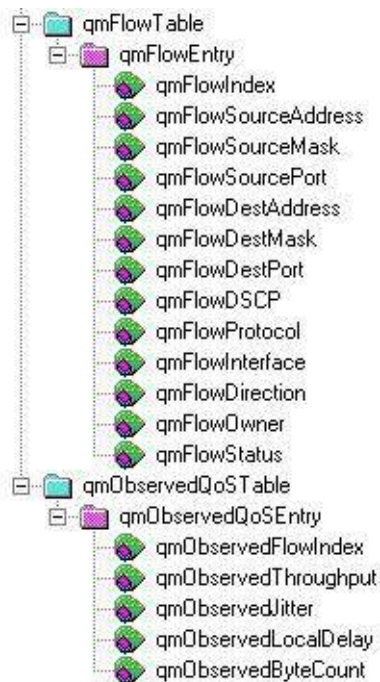 qmFlowTable
qmFlowEntry
qmFlowIndex
qmFlowSourceAddress
qmFlowSourceMask
qmFlowSourcePort
qmFlowDestAddress
qmFlowDestMask
qmFlowDestPort
qmFlowDSCP
qmFlowProtocol
qmFlowInterface
qmFlowDirection
qmFlowOwner
qmFlowStatus
qmObservedQoSTable
qmObservedQoSEntry
qmObservedFlowIndex
qmObservedThroughput
qmObservedJitter
qmObservedLocalDelay
qmObservedByteCount